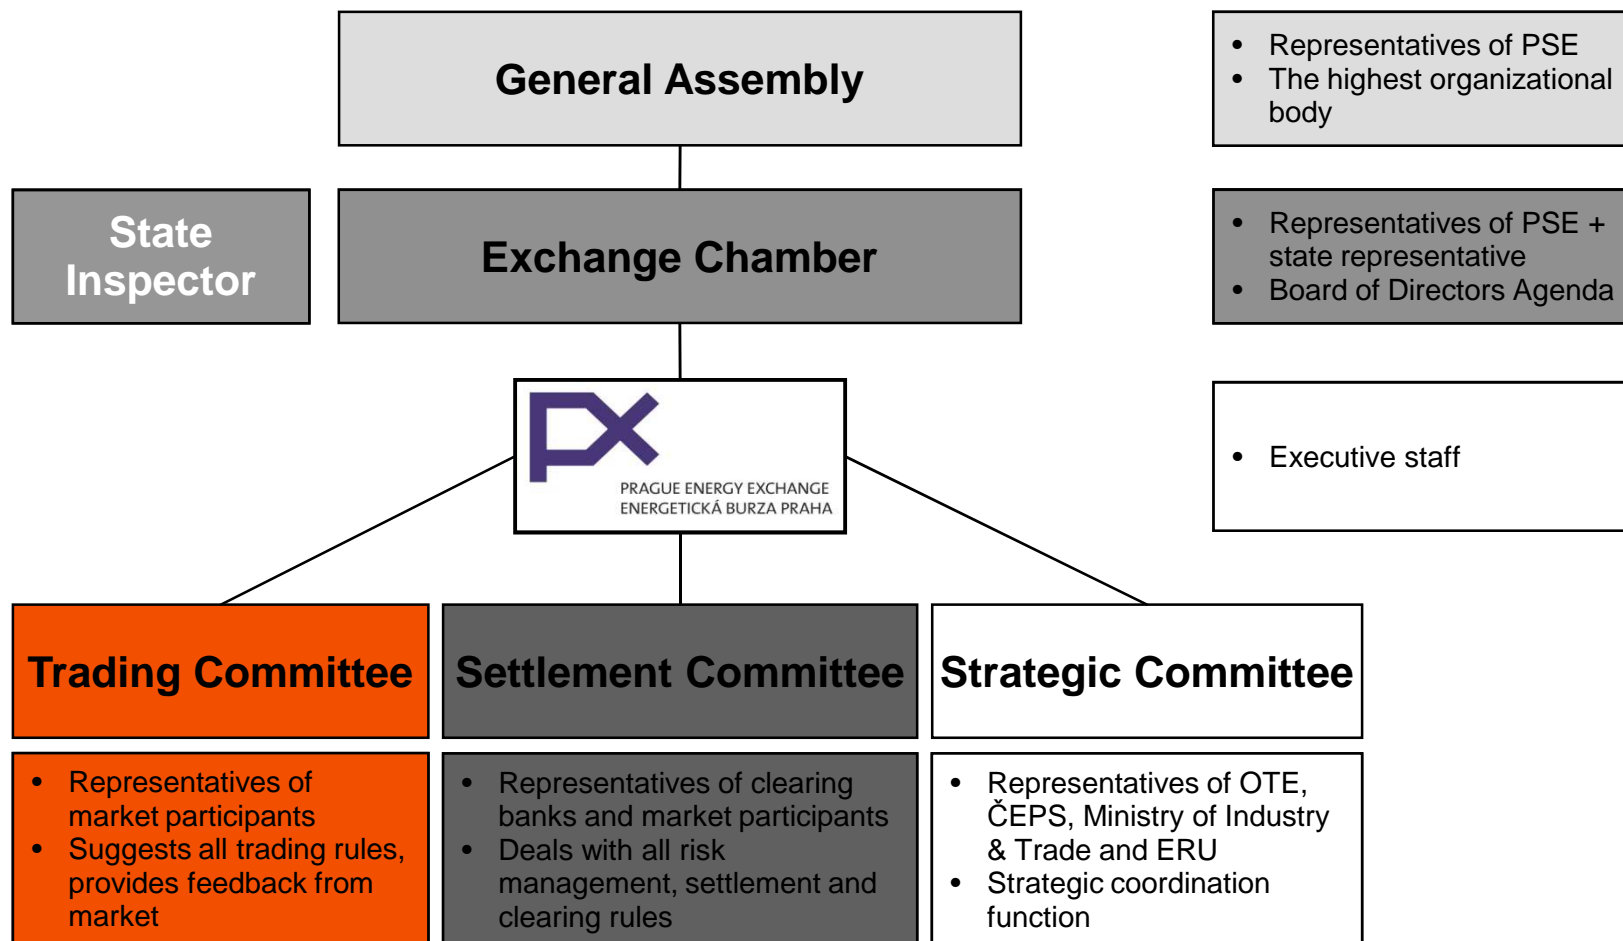 General Assembly
• Representatives of PSE
• The highest organizational
body
State
Inspector
Exchange Chamber
• Representatives of PSE +
state representative
• Board of Directors Agenda
PX
PRAGUE ENERGY EXCHANGE
ENERGETICKÁ BURZA PRAHA
• Executive staff
Trading Committee
Settlement Committee
Strategic Committee
• Representatives of
market participants
• Suggests all trading rules,
provides feedback from
market
• Representatives of clearing
banks and market participants
• Deals with all risk
management, settlement and
clearing rules
• Representatives of OTE,
ČEPS, Ministry of Industry
& Trade and ERU
• Strategic coordination
function